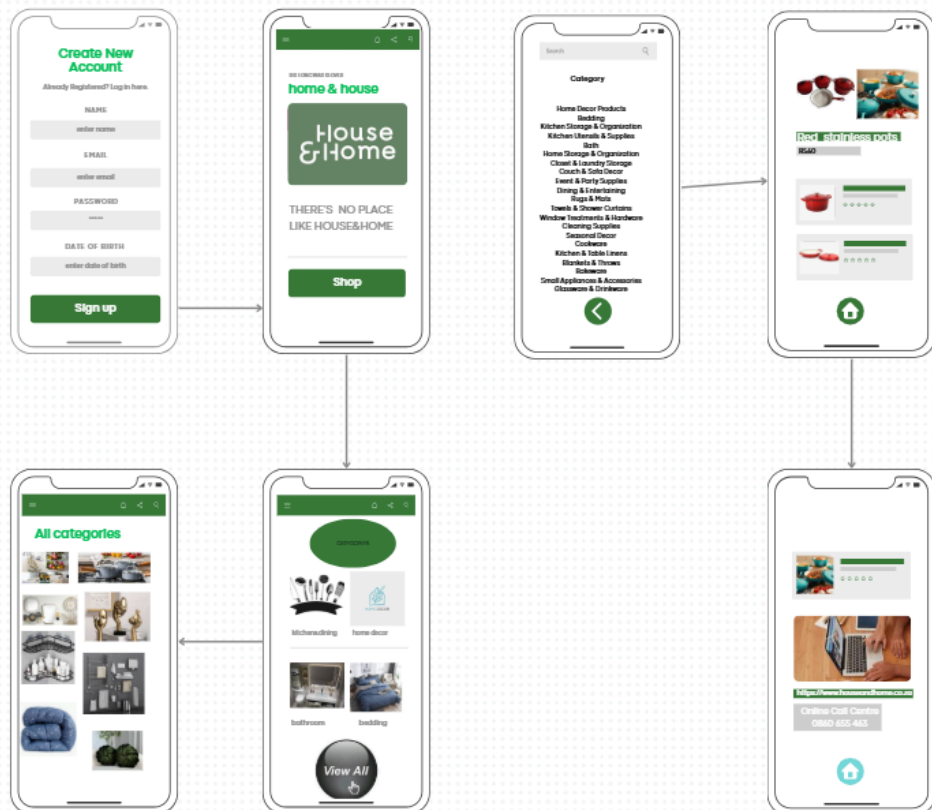 Create New
Account
Already Registered? Log in here.
NAME
enter name
EMAIL
enter email
PASSWORD
*****
DATE OF BIRTH
enter date of birth
Sign up
home & house
House
&Home
THERE'S NO PLACE
LIKE HOUSE&HOME
Shop
Search
Category
Home Decor Products
Bedding
Kitchen Storage & Organization
Kitchen Utensils & Supplies
Bath
Home Storage & Organization
Closet & Laundry Storage
Couch & Sofa Decor
Event & Party Supplies
Dining & Entertaining
Rugs & Mats
Towels & Shower Curtains
Window Treatments & Hardware
Cleaning Supplies
Seasonal Decor
Cookware
Kitchen & Table Linens
Blankets & Throws
Bakeware
Small Appliances & Accessories
Glassware & Drinkware
Red stainless pots
R540
All categories
kitchen&dining
home decor
bathroom
bedding
View All
https://www.houseandhome.co.za
Online Call Centre
0860 655 463